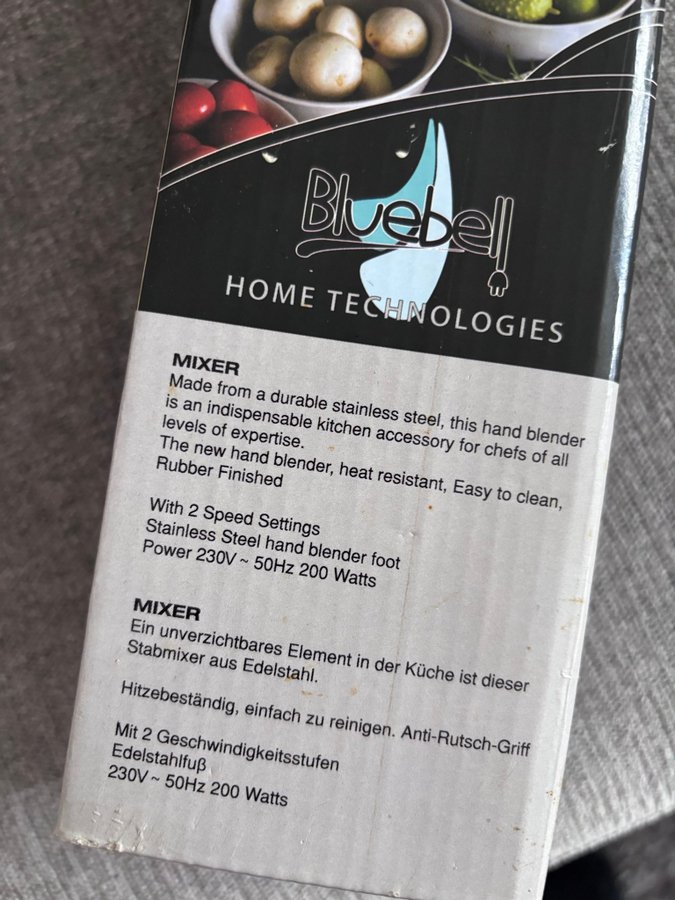 Bluebell
HOME TECHNOLOGIES
MIXER
Made from a durable stainless steel, this hand blender
is an indispensable kitchen accessory for chefs of all
levels of expertise.
The new hand blender, heat resistant, Easy to clean,
Rubber Finished
With 2 Speed Settings
Stainless Steel hand blender foot
Power 230V ~ 50Hz 200 Watts
MIXER
Ein unverzichtbares Element in der Küche ist dieser
Stabmixer aus Edelstahl.
Hitzebeständig, einfach zu reinigen. Anti-Rutsch-Griff
Mit 2 Geschwindigkeitsstufen
Edelstahlfuß
230V ~ 50Hz 200 Watts